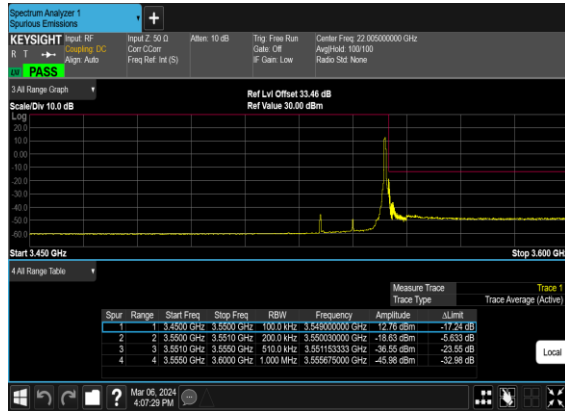 Spectrum Analyzer 1
Spurious Emissions
+
KEYSIGHT Input: RF Input Z: 50 Ω Atten: 10 dB Trig: Free Run Center Freq: 22.005000000 GHz
R T Coupling: DC Corr CCorr Gate: Off Avg|Hold: 100/100
Align: Auto Freq Ref: Int (S) IF Gain: Low Radio Std: None
PASS
3 All Range Graph
Ref Lvl Offset 33.46 dB
Scale/Div 10.0 dB Ref Value 30.00 dBm
Log
20.0
10.0
0.00
-10.0
-20.0
-30.0
-40.0
-50.0
-60.0
Start 3.450 GHz Stop 3.600 GHz
4 All Range Table
Measure Trace Trace 1
Trace Type Trace Average (Active)
Spur Range Start Freq Stop Freq RBW Frequency Amplitude ΔLimit
1 1 3.4500 GHz 3.5500 GHz 100.0 kHz 3.549000000 GHz 12.76 dBm -17.24 dB
2 2 3.5500 GHz 3.5510 GHz 200.0 kHz 3.550030000 GHz -18.63 dBm -5.633 dB
3 3 3.5510 GHz 3.5550 GHz 510.0 kHz 3.551153333 GHz -36.55 dBm -23.55 dB
4 4 3.5550 GHz 3.6000 GHz 1.000 MHz 3.555675000 GHz -45.98 dBm -32.98 dB
Local
? Mar 06, 2024
4:07:29 PM